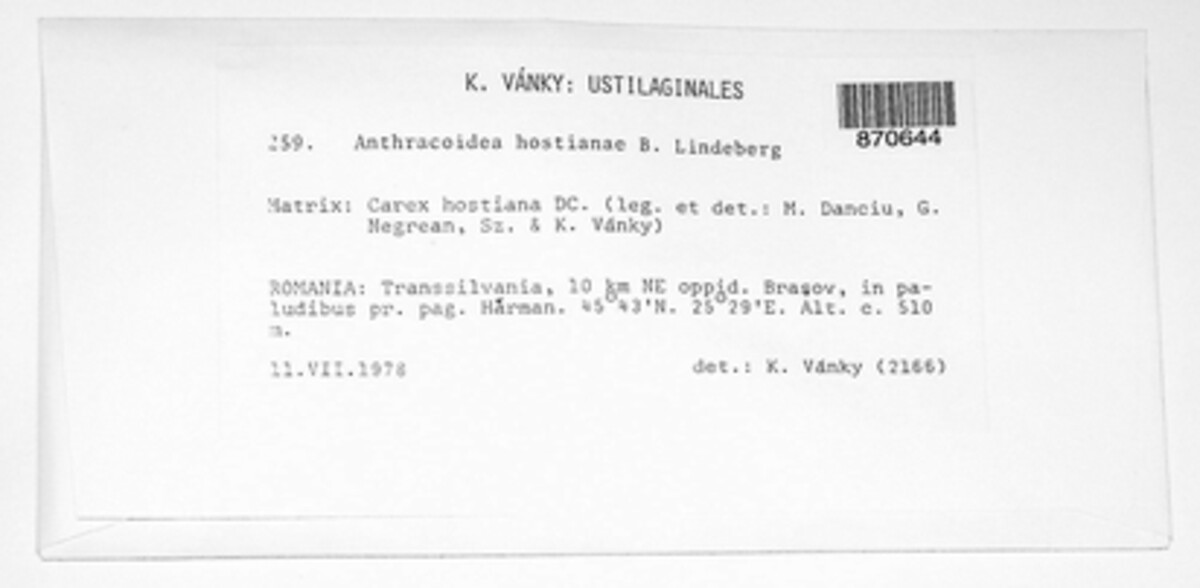 K. VÁNKY: USTILAGINALES
870644
259. Anthracoidea hostianae B. Lindeberg
Matrix: Carex hostiana DC. (leg. et det.: M. Danciu, G.
Negrean, Sz. & K. Vánky)
ROMANIA: Transsilvania, 10 km NE oppid. Braşov, in pa-
ludibus pr. pag. Hărman. 45°43'N. 25°29'E. Alt. c. 510
m.
11.VII.1978 det.: K. Vánky (2166)